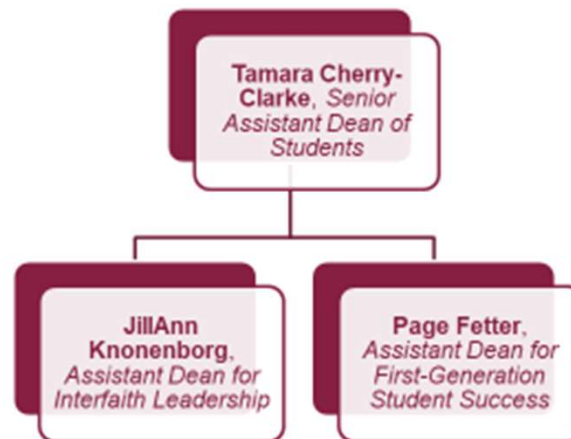 Tamara Cherry-
Clarke, Senior
Assistant Dean of
Students
JillAnn
Knonenborg,
Assistant Dean for
Interfaith Leadership
Page Fetter,
Assistant Dean for
First-Generation
Student Success